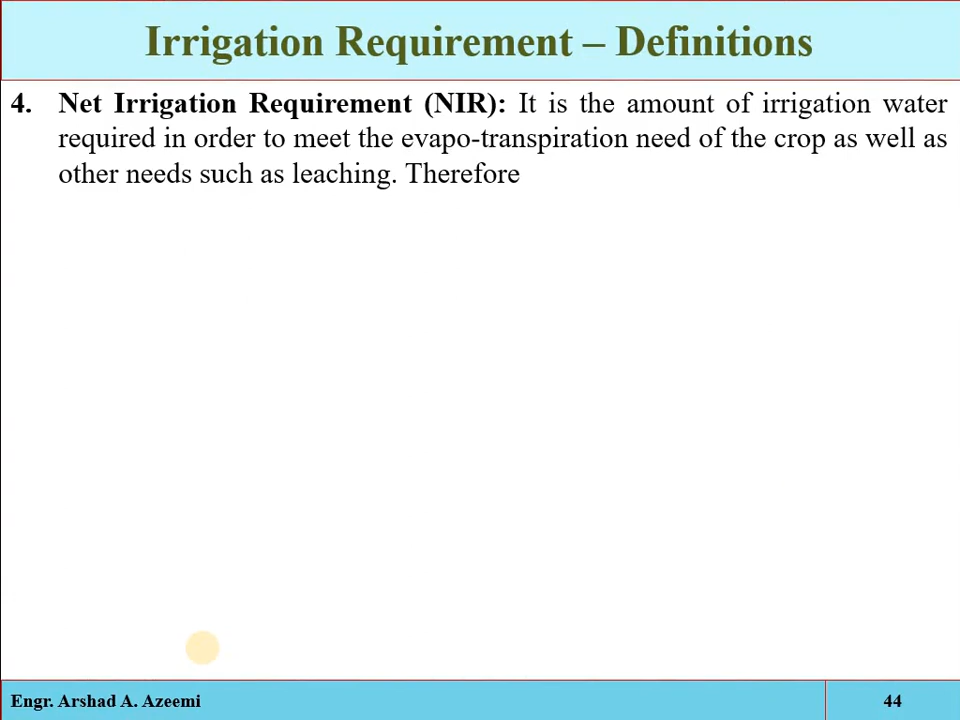 Irrigation Requirement – Definitions
4. Net Irrigation Requirement (NIR): It is the amount of irrigation water
required in order to meet the evapo-transpiration need of the crop as well as
other needs such as leaching. Therefore
Engr. Arshad A. Azeemi
44